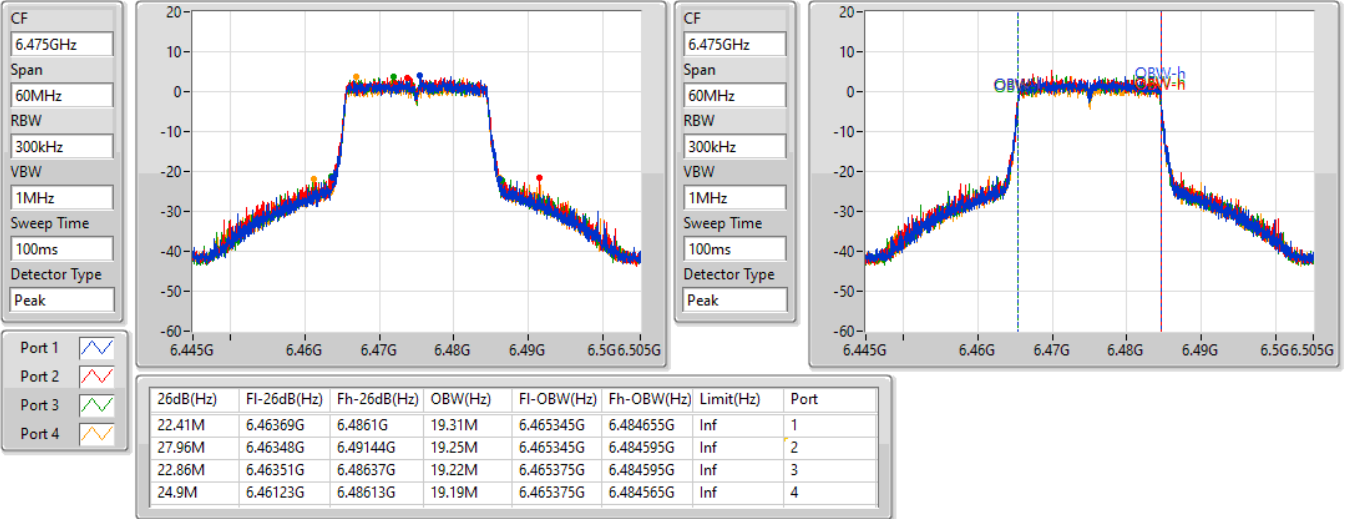 CF
6.475GHz
Span
60MHz
RBW
300kHz
VBW
1MHz
Sweep Time
100ms
Detector Type
Peak
20
10
0
-10
-20
-30
-40
-50
-60
6.445G 6.46G 6.47G 6.48G 6.49G 6.5G 6.505G
CF
6.475GHz
Span
60MHz
RBW
300kHz
VBW
1MHz
Sweep Time
100ms
Detector Type
Peak
20
10
0
-10
-20
-30
-40
-50
-60
OBW-h
OBW-h
6.445G 6.46G 6.47G 6.48G 6.49G 6.5G 6.505G
Port 1
Port 2
Port 3
Port 4
26dB(Hz) Fl-26dB(Hz) Fh-26dB(Hz) OBW(Hz) Fl-OBW(Hz) Fh-OBW(Hz) Limit(Hz) Port
22.41M 6.46369G 6.4861G 19.31M 6.465345G 6.484655G Inf 1
27.96M 6.46348G 6.49144G 19.25M 6.465345G 6.484595G Inf 2
22.86M 6.46351G 6.48637G 19.22M 6.465375G 6.484595G Inf 3
24.9M 6.46123G 6.48613G 19.19M 6.465375G 6.484565G Inf 4